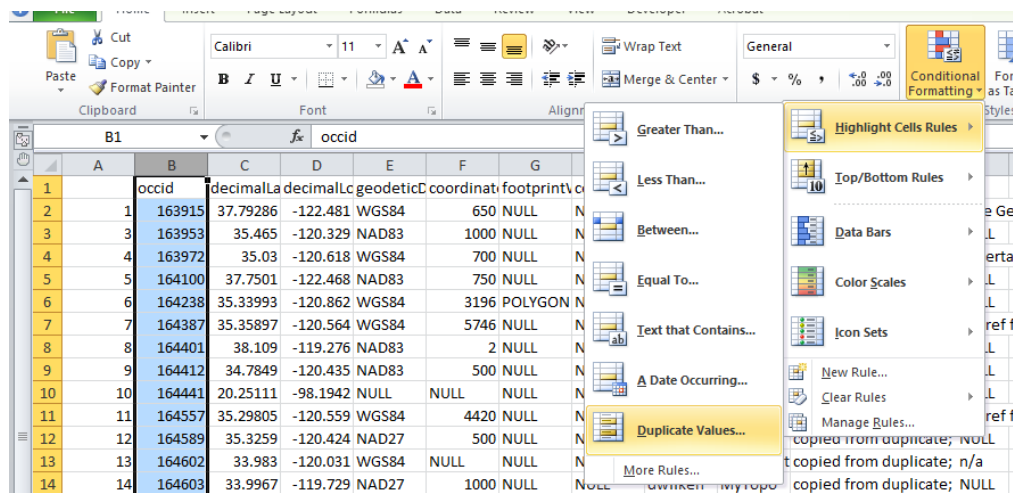 File Home Insert Page Layout Formulas Data Review View Developer Acrobat
Cut
Copy
Format Painter
Paste
Calibri 11 A A
B I U A
Wrap Text
Merge & Center
General
$ % , .0 .00 .00 .0
Conditional
Formatting
as Ta
Clipboard Font Styles
B1 fx occid
A B C D E F G
1 occid decimalLa decimalLo geodeticD coordinat footprintW
2 1 163915 37.79286 -122.481 WGS84 650 NULL N
3 3 163953 35.465 -120.329 NAD83 1000 NULL N
4 4 163972 35.03 -120.618 WGS84 700 NULL N
5 5 164100 37.7501 -122.468 NAD83 750 NULL N
6 6 164238 35.33993 -120.862 WGS84 3196 POLYGON N
7 7 164387 35.35897 -120.564 WGS84 5746 NULL N
8 8 164401 38.109 -119.276 NAD83 2 NULL N
9 9 164412 34.7849 -120.435 NAD83 500 NULL N
10 10 164441 20.25111 -98.1942 NULL NULL NULL N
11 11 164557 35.29805 -120.559 WGS84 4420 NULL N
12 12 164589 35.3259 -120.424 NAD27 500 NULL N copied from duplicate; NULL
13 13 164602 33.983 -120.031 WGS84 NULL NULL N t copied from duplicate; n/a
14 14 164603 33.9967 -119.729 NAD27 1000 NULL NULL dwilken MyTopo copied from duplicate; NULL
Greater Than...
Less Than...
Between...
Equal To...
Text that Contains...
A Date Occurring...
Duplicate Values...
More Rules...
Highlight Cells Rules
Top/Bottom Rules
Data Bars
Color Scales
Icon Sets
New Rule...
Clear Rules
Manage Rules...